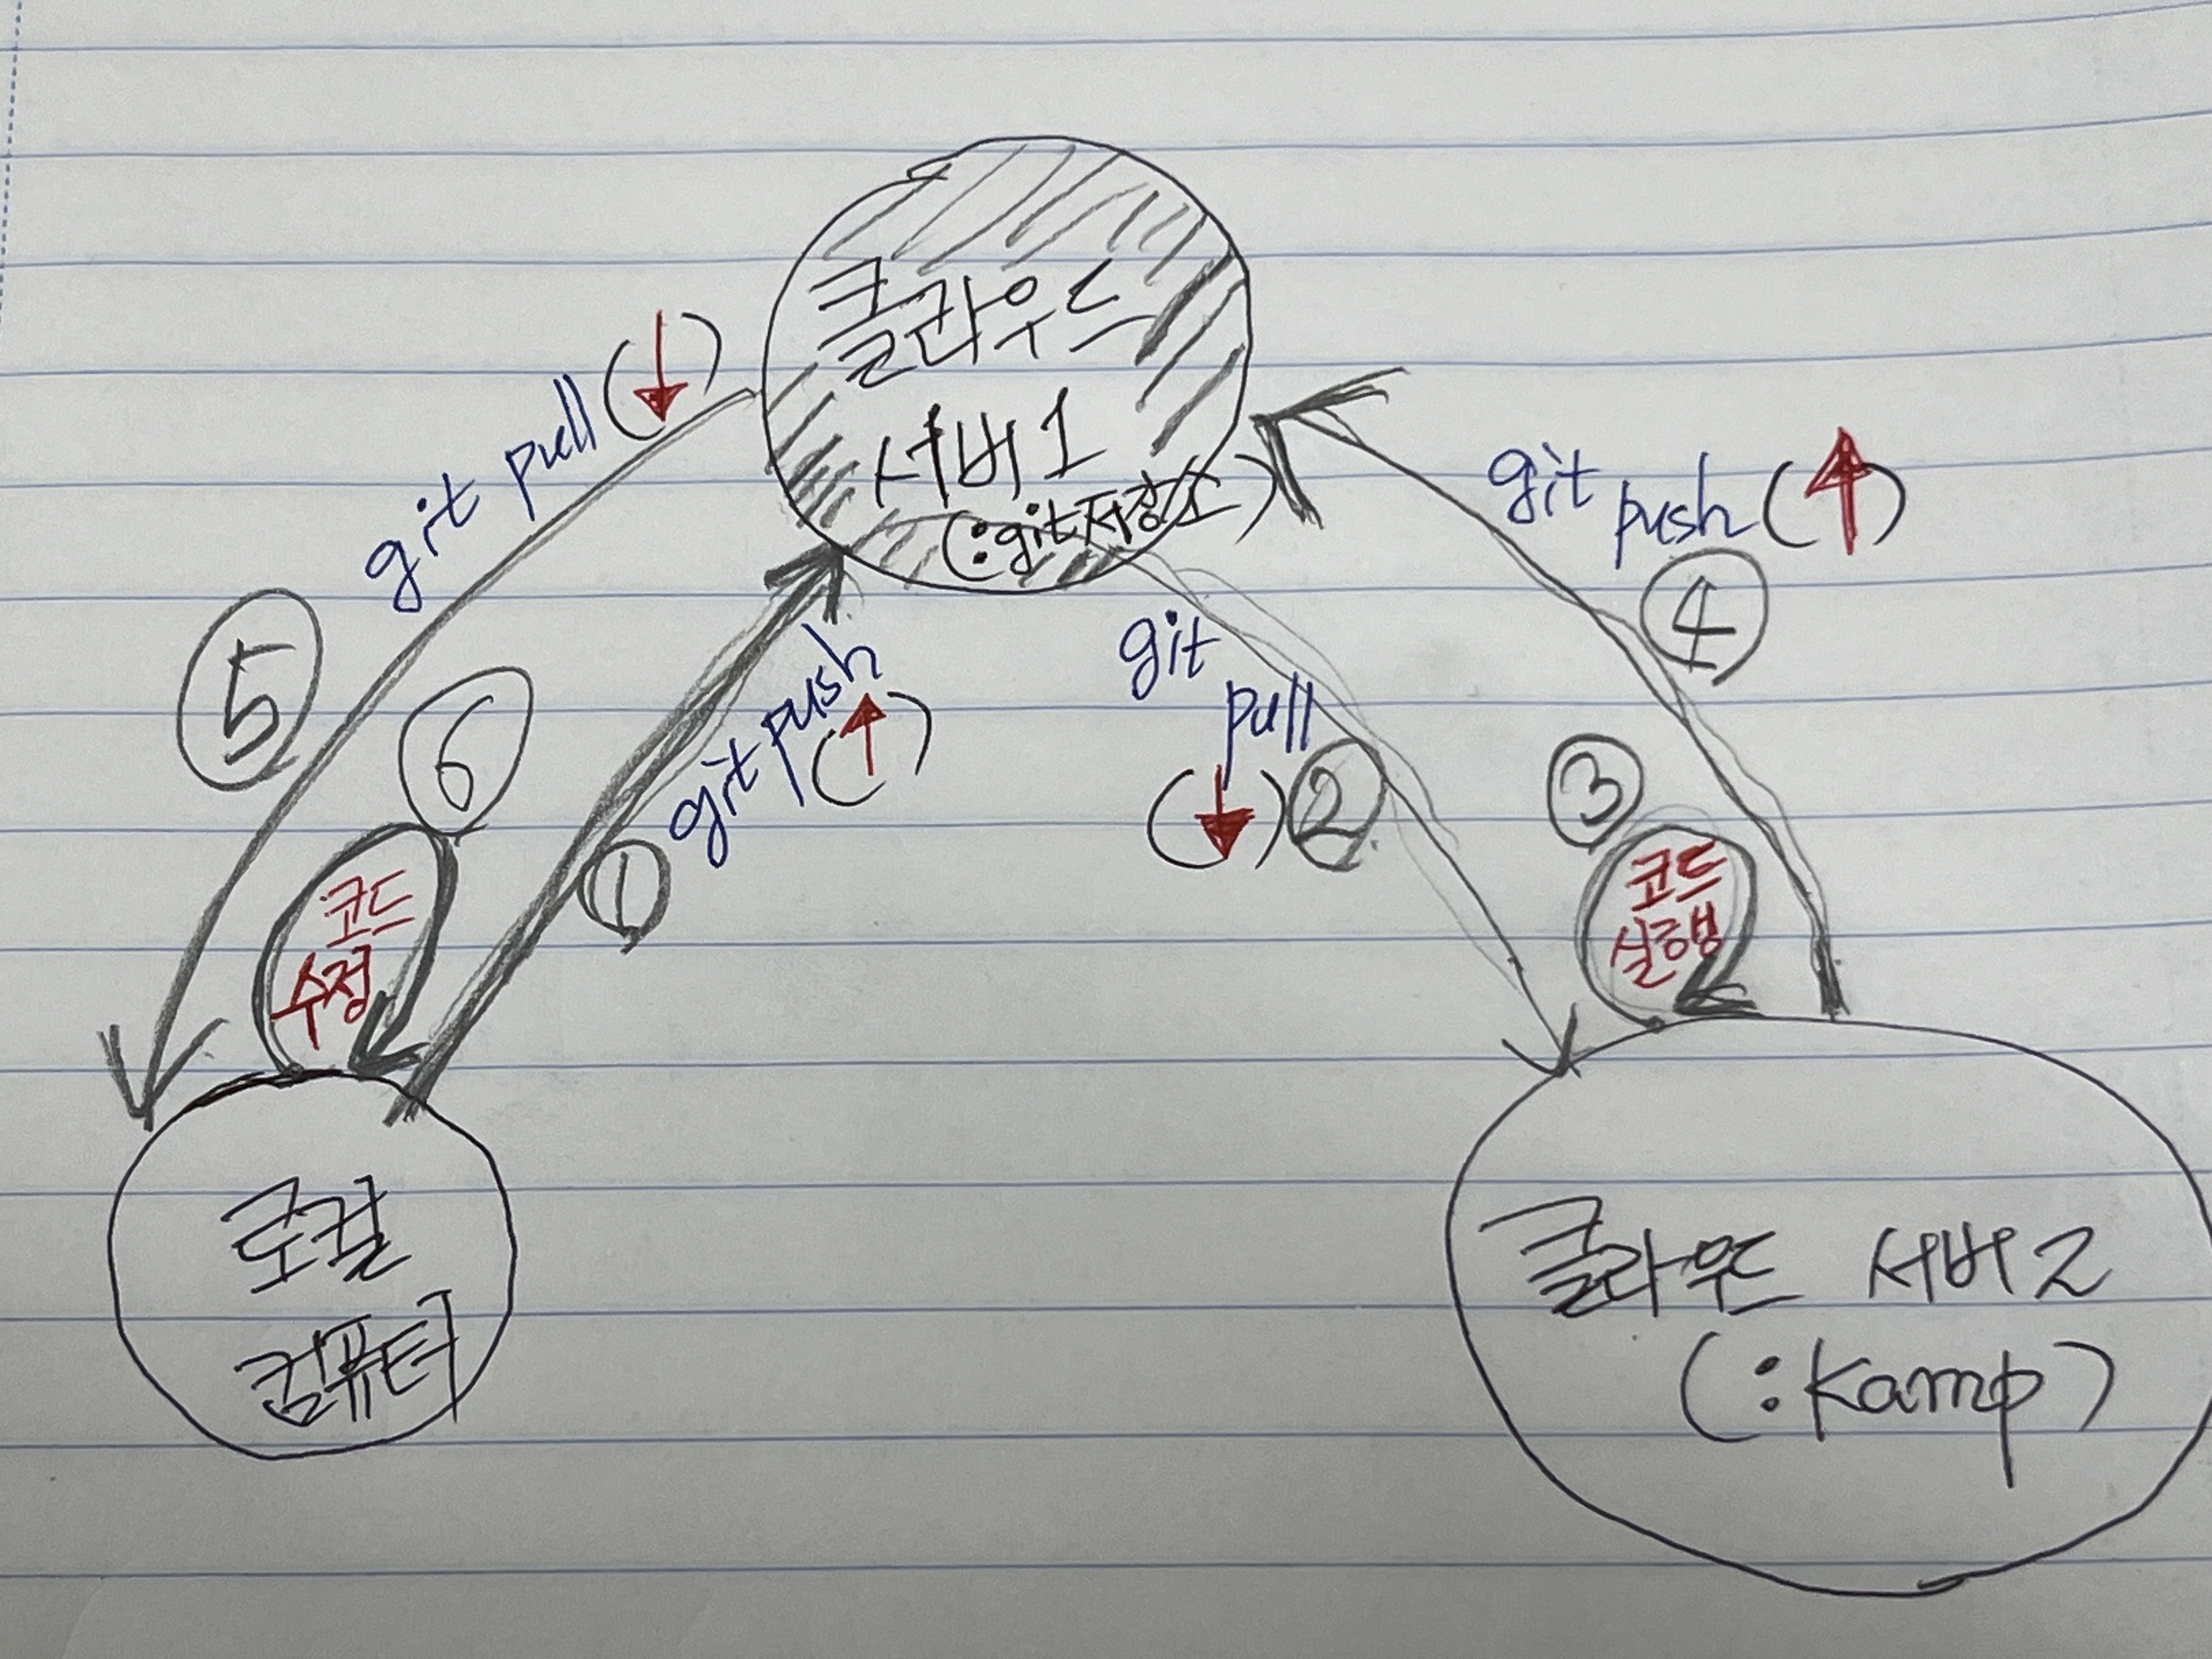 클라우드
서버 1
(:git저장소)
git pull (↓)
⑤
⑥
코드
수정
git push
(↑)
①
git
pull
(↓) ②
git
push (↑)
④
③
코드
실행
로컬
컴퓨터
클라우드 서버 2
(:Kamp)